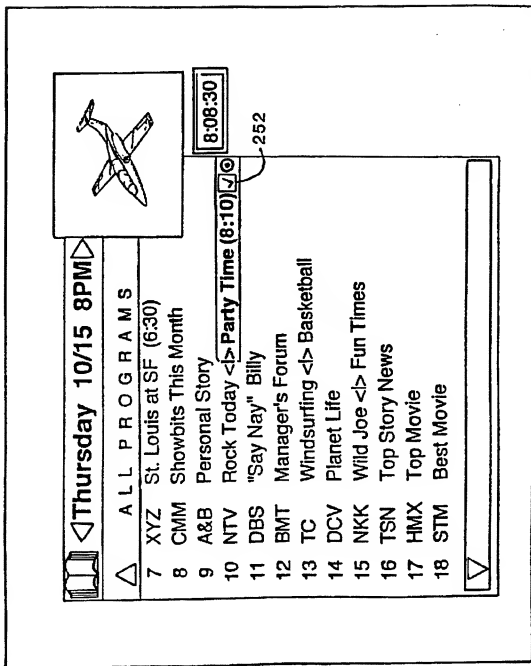 Thursday 10/15 8PM
ALL PROGRAMS
8:08:30
7 XYZ St. Louis at SF (6:30)
8 CMM Showbits This Month
9 A&B Personal Story
10 NTV Rock Today <|> Party Time (8:10)
252
11 DBS "Say Nay" Billy
12 BMT Manager's Forum
13 TC Windsurfing <|> Basketball
14 DCV Planet Life
15 NKK Wild Joe <|> Fun Times
16 TSN Top Story News
17 HMX Top Movie
18 STM Best Movie